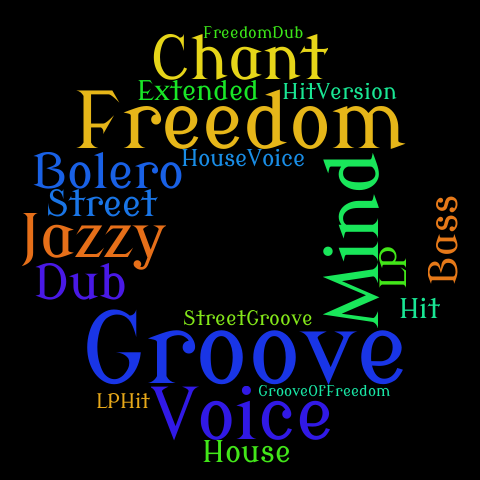 FreedomDub
Chant
Extended
HitVersion
Freedom
HouseVoice
Bolero
Street
Mind
Bass
Jazzy
LP
Dub
Hit
StreetGroove
Groove
GrooveOfFreedom
LPHit
Voice
House